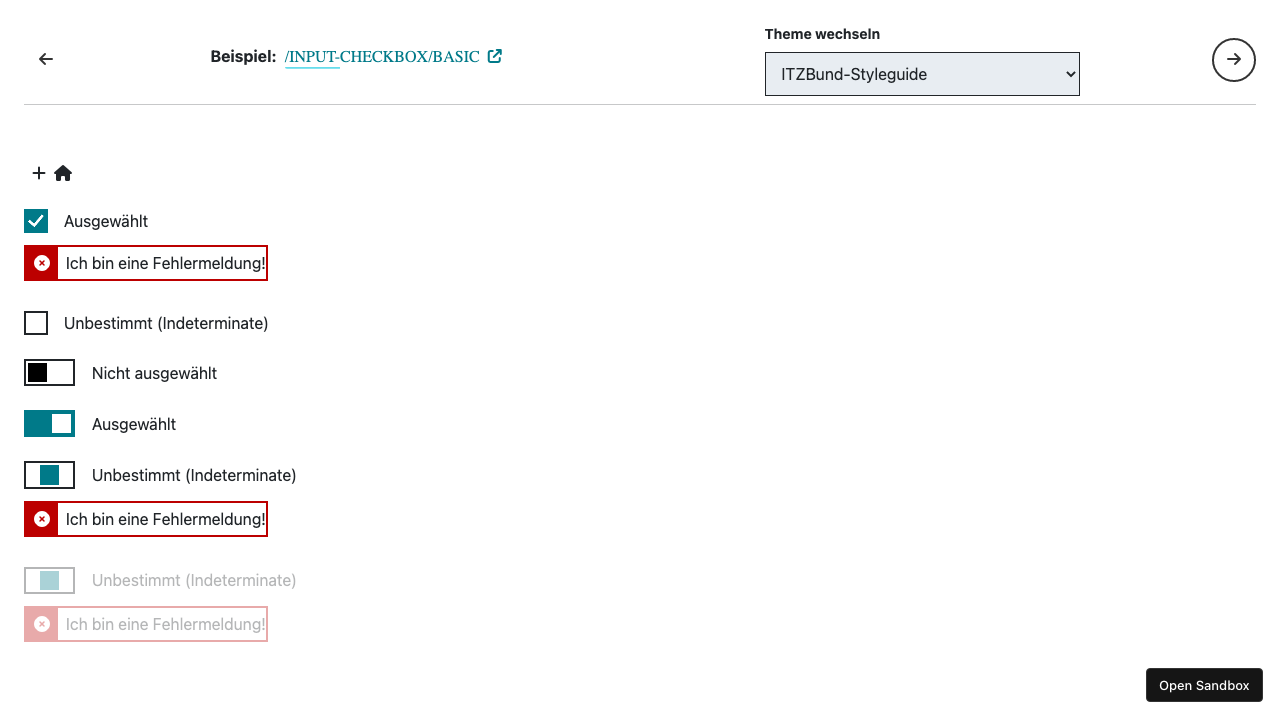 Beispiel: /INPUT-CHECKBOX/BASIC
Theme wechseln
ITZBund-Styleguide
Ausgewählt
Ich bin eine Fehlermeldung!
Unbestimmt (Indeterminate)
Nicht ausgewählt
Ausgewählt
Unbestimmt (Indeterminate)
Ich bin eine Fehlermeldung!
Unbestimmt (Indeterminate)
Ich bin eine Fehlermeldung!
Open Sandbox